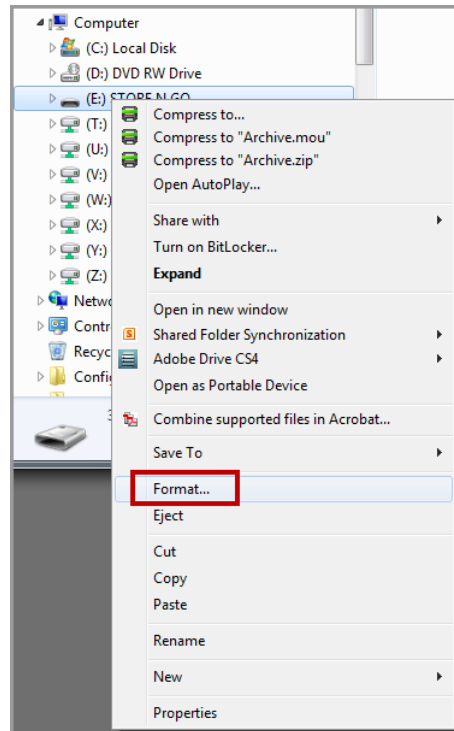 Computer
(C:) Local Disk
(D:) DVD RW Drive
(E:) STORE N GO
(T:)
(U:)
(V:)
(W:)
(X:)
(Y:)
(Z:)
Netwo
Contr
Recyc
Config
Compress to...
Compress to "Archive.mou"
Compress to "Archive.zip"
Open AutoPlay...
Share with
Turn on BitLocker...
Expand
Open in new window
Shared Folder Synchronization
Adobe Drive CS4
Open as Portable Device
Combine supported files in Acrobat...
Save To
Format...
Eject
Cut
Copy
Paste
Rename
New
Properties